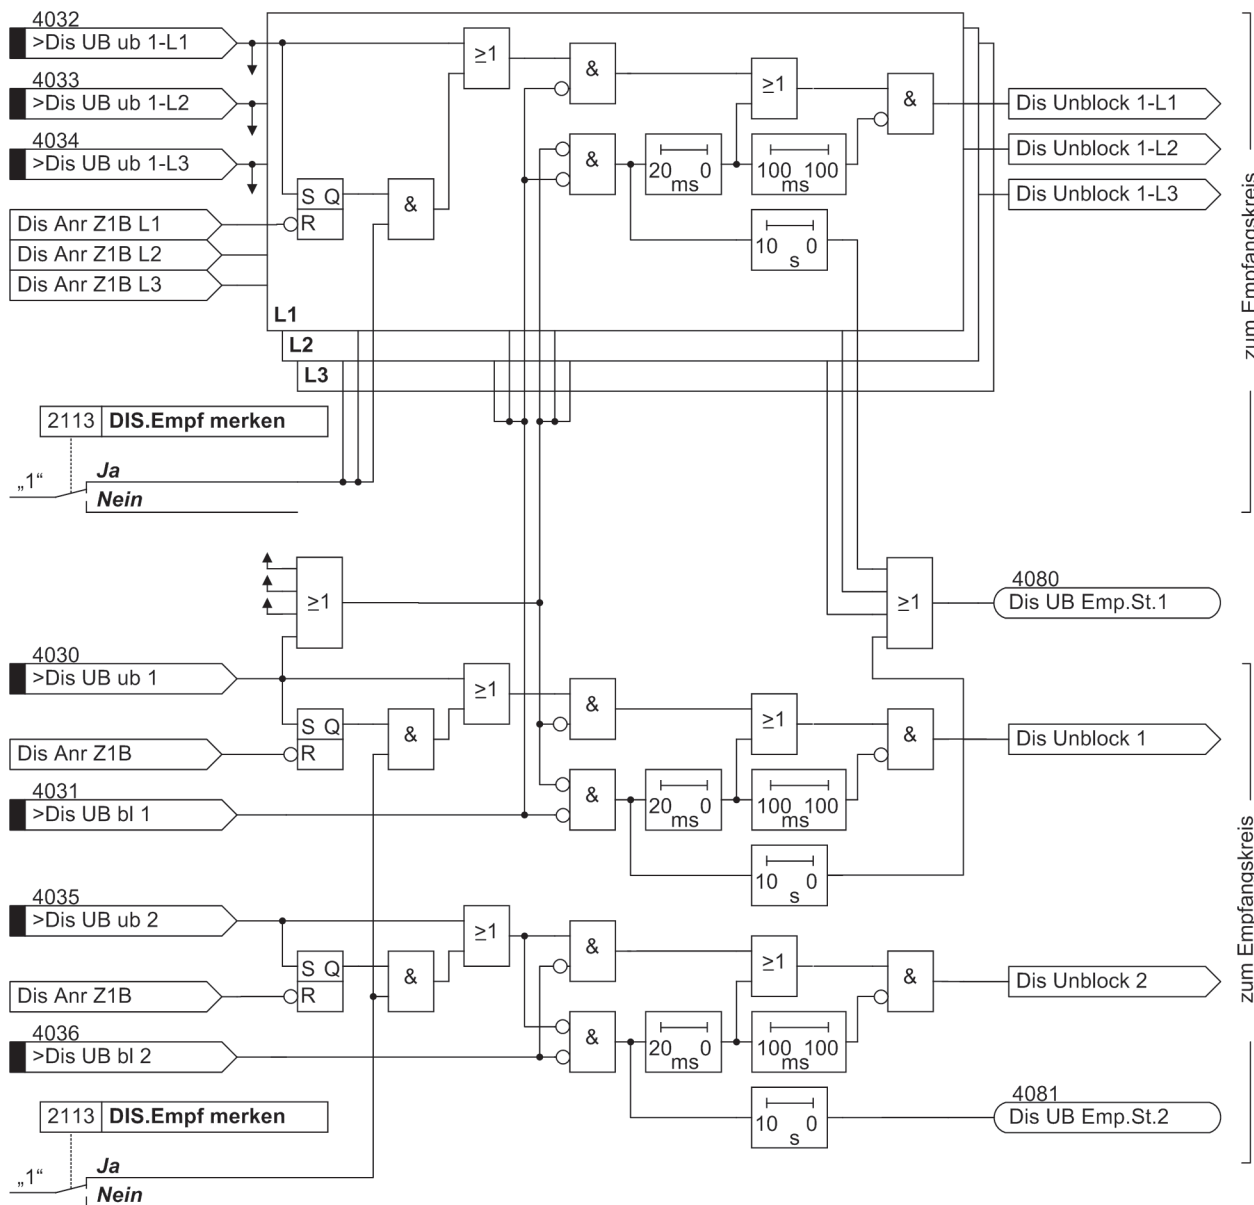 4032
>Dis UB ub 1-L1
4033
>Dis UB ub 1-L2
4034
>Dis UB ub 1-L3
Dis Anr Z1B L1
Dis Anr Z1B L2
Dis Anr Z1B L3
S Q
R
&
≥1
&
&
20 0
ms
≥1
100 100
ms
10 0
s
&
Dis Unblock 1-L1
Dis Unblock 1-L2
Dis Unblock 1-L3
zum Empfangskreis
L1
L2
L3
2113 DIS.Empf merken
„1“
Ja
Nein
≥1
≥1
4080
Dis UB Emp.St.1
4030
>Dis UB ub 1
Dis Anr Z1B
4031
>Dis UB bl 1
S Q
R
&
≥1
&
&
20 0
ms
≥1
100 100
ms
10 0
s
&
Dis Unblock 1
zum Empfangskreis
4035
>Dis UB ub 2
Dis Anr Z1B
4036
>Dis UB bl 2
S Q
R
&
≥1
&
&
20 0
ms
≥1
100 100
ms
10 0
s
&
Dis Unblock 2
4081
Dis UB Emp.St.2
2113 DIS.Empf merken
„1“
Ja
Nein